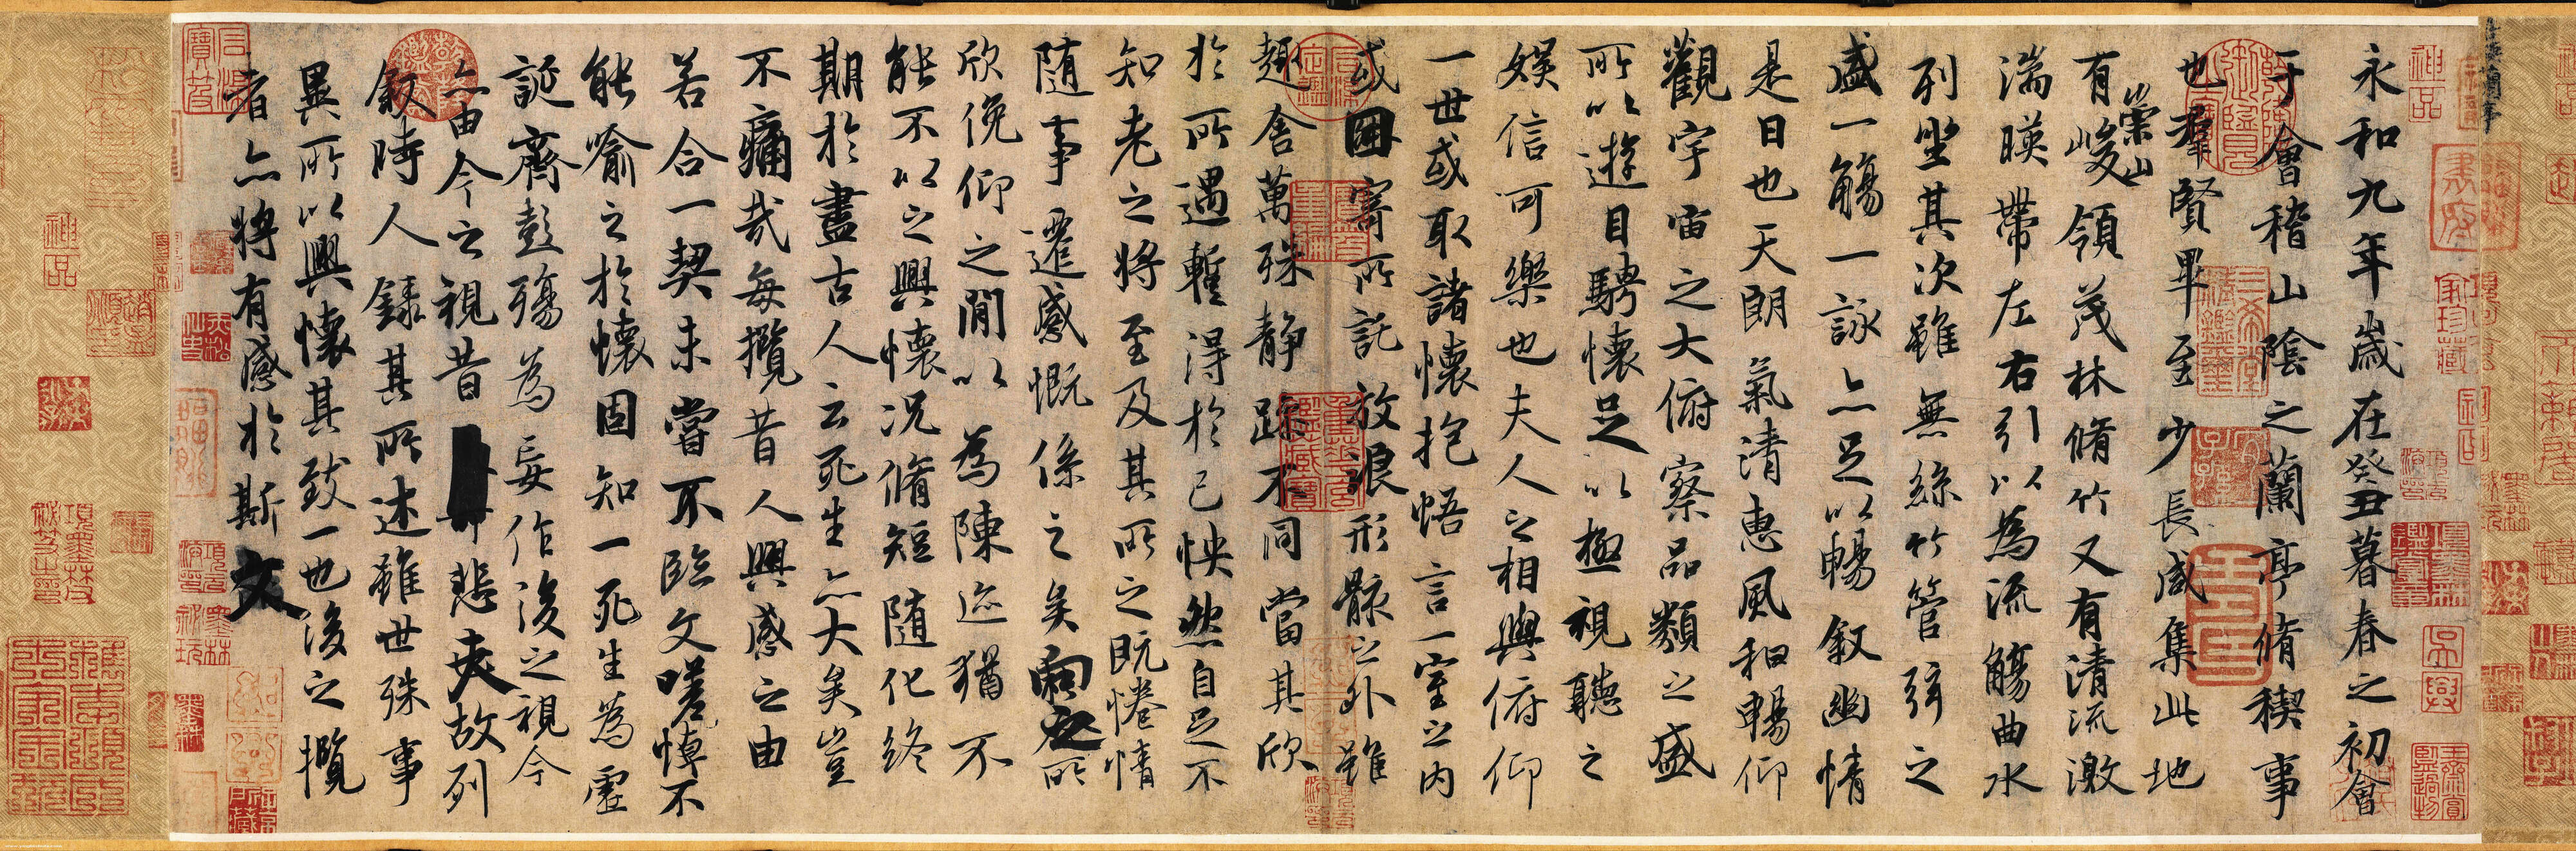 永和九年歲在癸丑暮春之初會
于會稽山陰之蘭亭脩稧事
也羣賢畢至少長咸集此地
有崇山峻領茂林脩竹又有清流激
湍暎帶左右引以為流觴曲水
列坐其次雖無絲竹管弦之
盛一觴一詠亦足以暢叙幽情
是日也天朗氣清惠風和暢仰
觀宇宙之大俯察品類之盛
所以遊目騁懷足以極視聽之
娛信可樂也夫人之相與俯仰
一世或取諸懷抱悟言一室之內
或因寄所託放浪形骸之外雖
趣舍萬殊静躁不同當其欣
於所遇暫得於己怏然自足不
知老之將至及其所之既惓情
隨事遷感慨係之矣向之所
欣俛仰之閒以為陳迹猶不
能不以之興懷況脩短隨化終
期於盡古人云死生亦大矣豈
不痛哉每攬昔人興感之由
若合一契未嘗不臨文嗟悼不
能喻之於懷固知一死生為虛
誕齊彭殤為妄作後之視今
亦由今之視昔悲夫故列
叙時人錄其所述雖世殊事
異所以興懷其致一也後之攬
者亦將有感於斯文